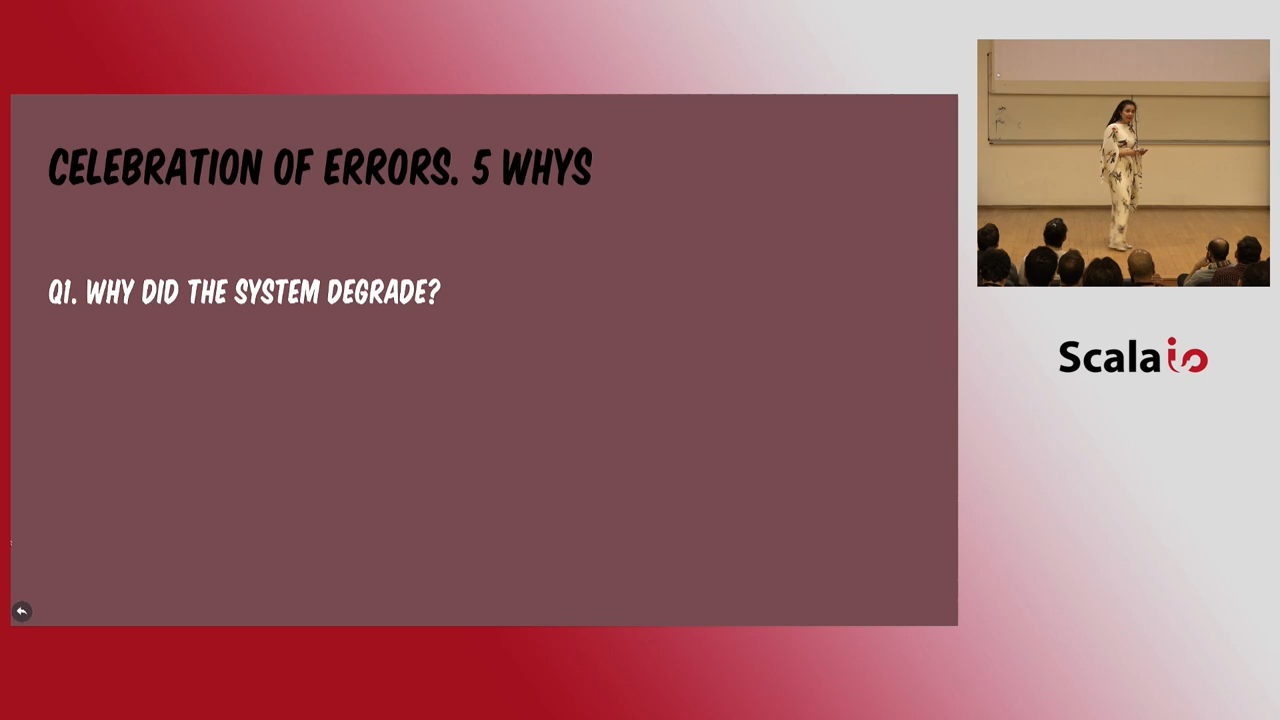 CELEBRATION OF ERRORS. 5 WHYS
Q1. WHY DID THE SYSTEM DEGRADE?
Scala io